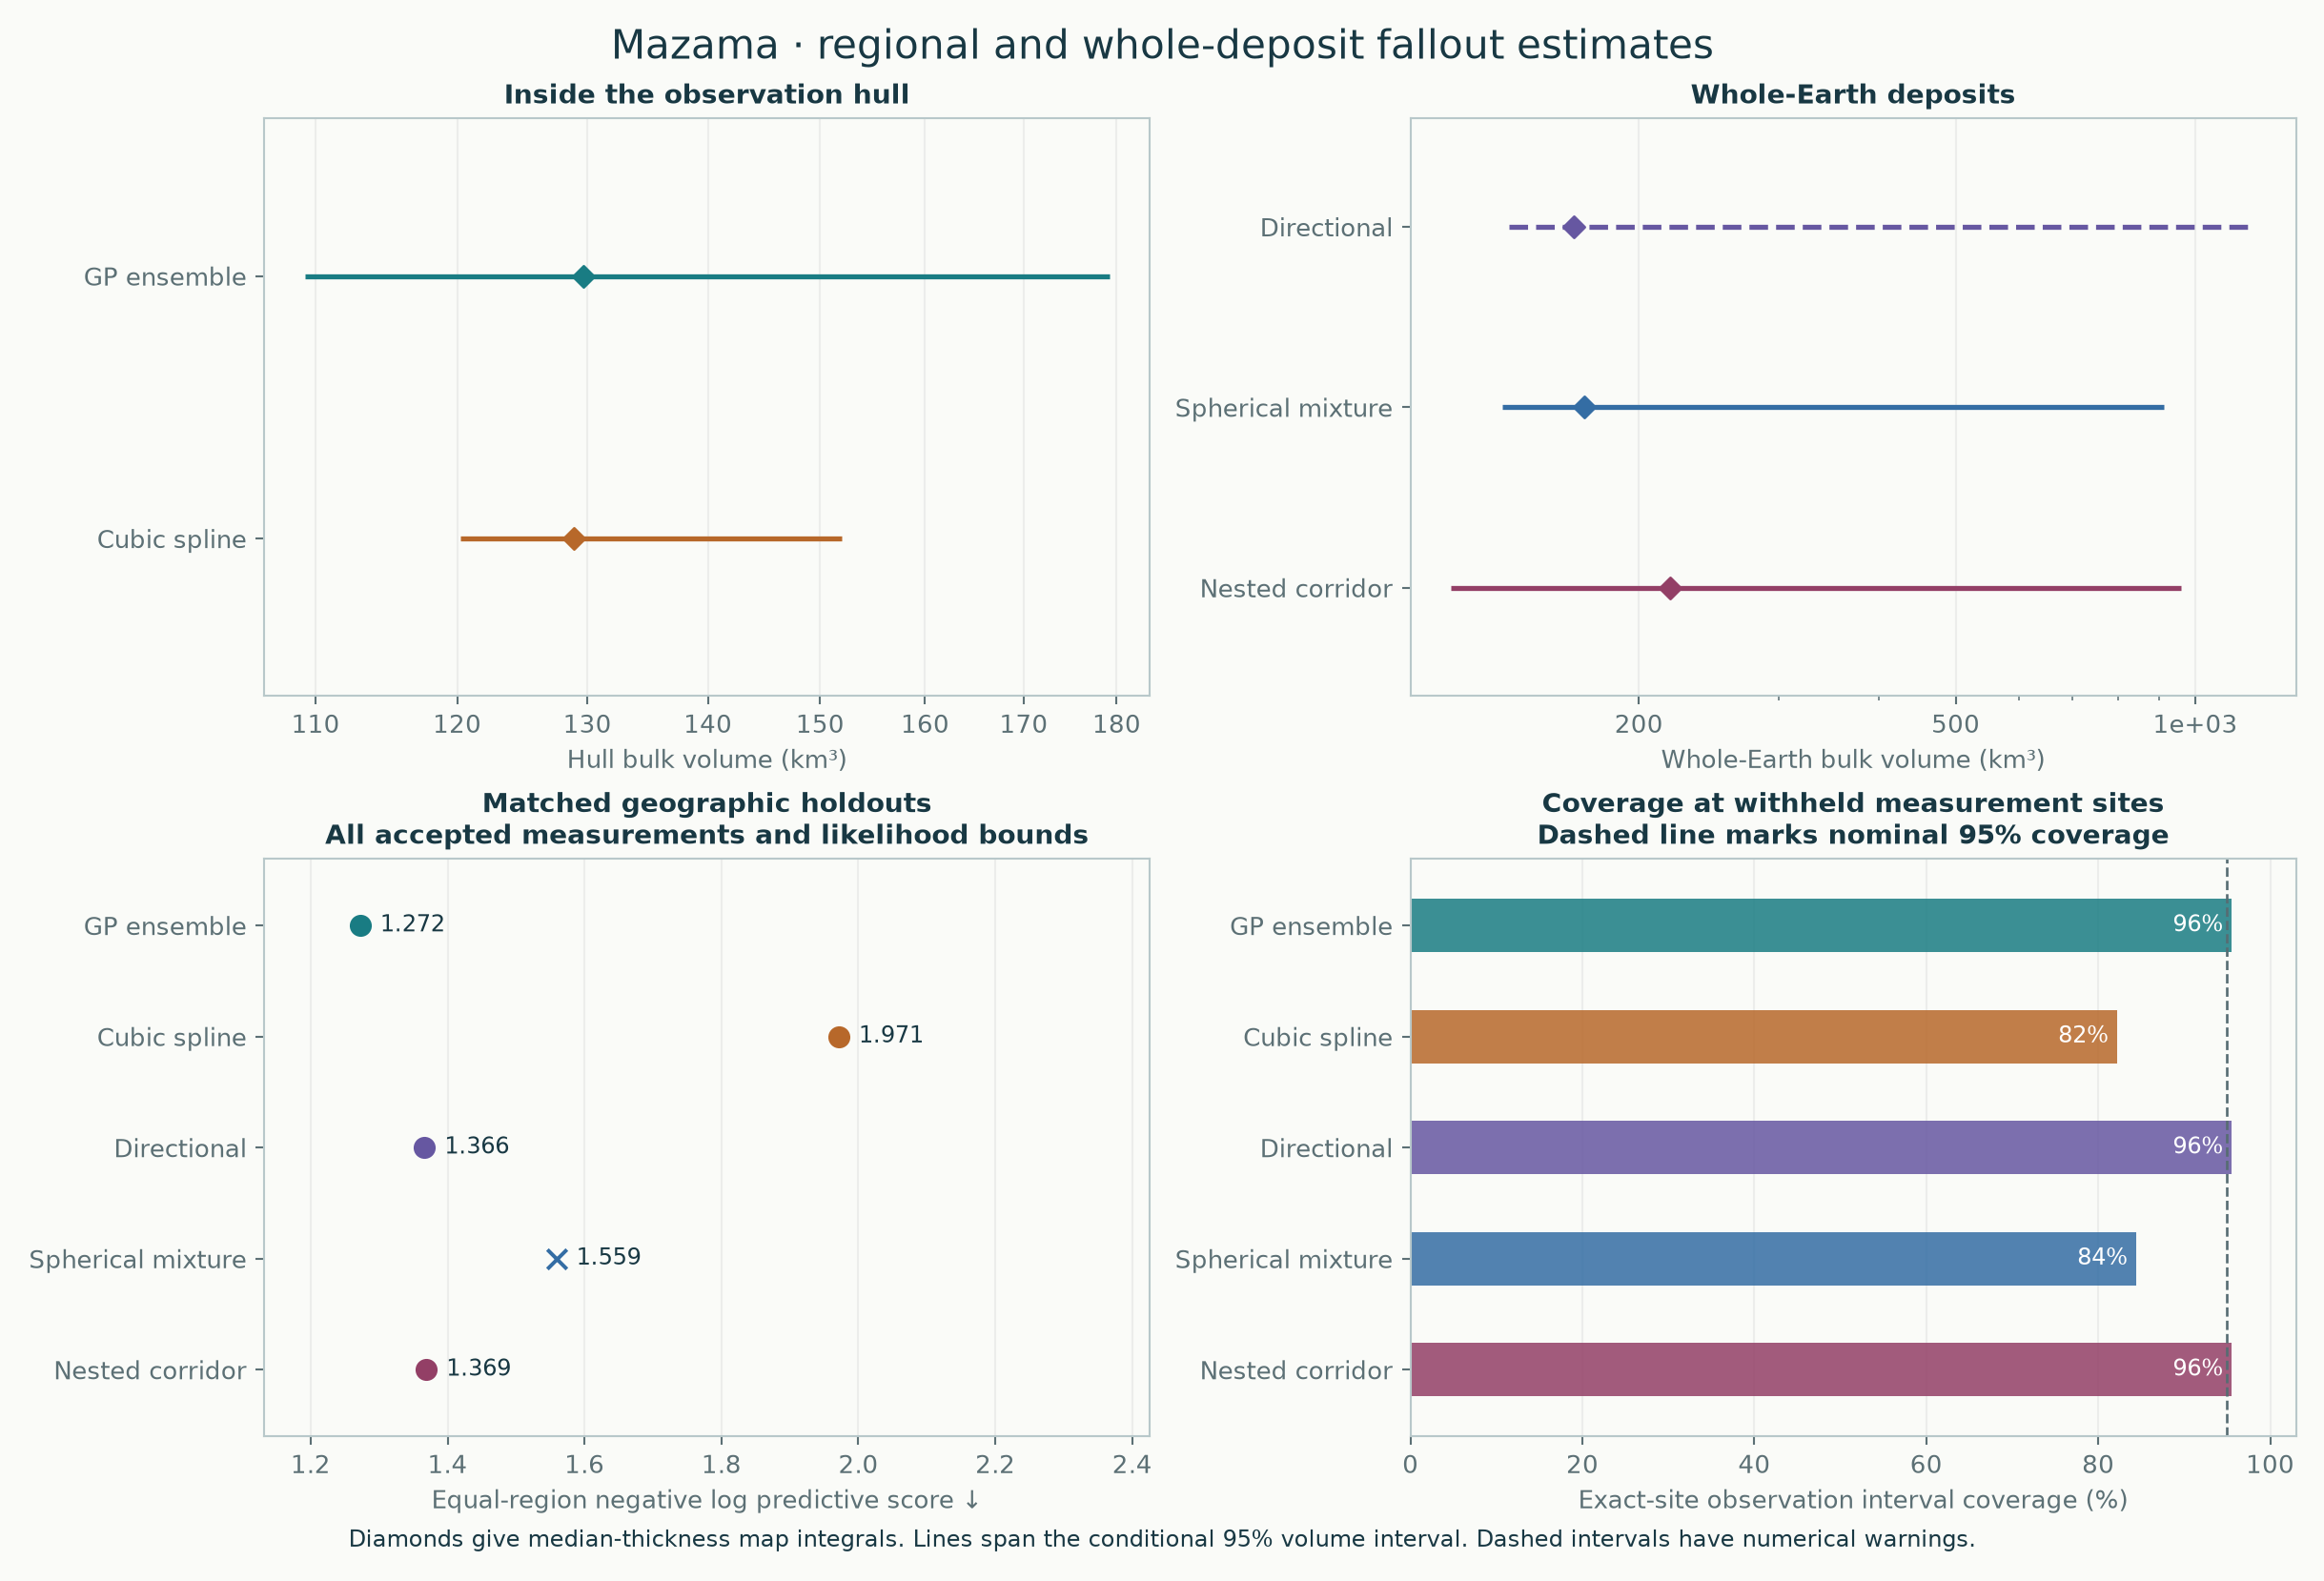 Mazama · regional and whole-deposit fallout estimates
Inside the observation hull
GP ensemble
Cubic spline
110 120 130 140 150 160 170 180
Hull bulk volume (km³)
Whole-Earth deposits
Directional
Spherical mixture
Nested corridor
200 500 1e+03
Whole-Earth bulk volume (km³)
Matched geographic holdouts
All accepted measurements and likelihood bounds
GP ensemble 1.272
Cubic spline 1.971
Directional 1.366
Spherical mixture 1.559
Nested corridor 1.369
1.2 1.4 1.6 1.8 2.0 2.2 2.4
Equal-region negative log predictive score ↓
Coverage at withheld measurement sites
Dashed line marks nominal 95% coverage
GP ensemble 96%
Cubic spline 82%
Directional 96%
Spherical mixture 84%
Nested corridor 96%
0 20 40 60 80 100
Exact-site observation interval coverage (%)
Diamonds give median-thickness map integrals. Lines span the conditional 95% volume interval. Dashed intervals have numerical warnings.